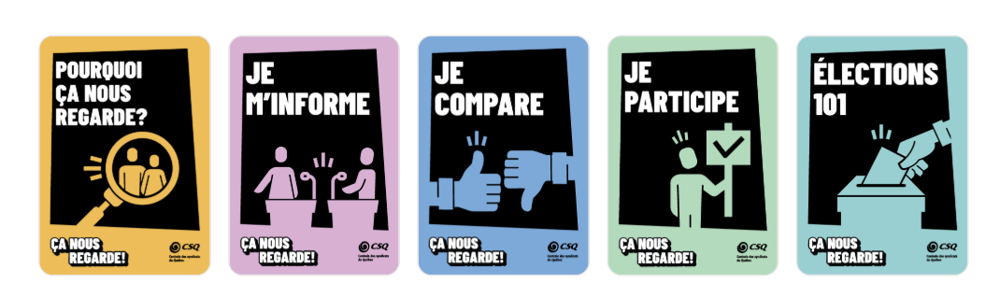 POURQUOI
ÇA NOUS
REGARDE?
ÇA NOUS
REGARDE!
CSQ
Centrale des syndicats
du Québec
JE
M'INFORME
ÇA NOUS
REGARDE!
CSQ
Centrale des syndicats
du Québec
JE
COMPARE
ÇA NOUS
REGARDE!
CSQ
Centrale des syndicats
du Québec
JE
PARTICIPE
ÇA NOUS
REGARDE!
CSQ
Centrale des syndicats
du Québec
ÉLECTIONS
101
ÇA NOUS
REGARDE!
CSQ
Centrale des syndicats
du Québec